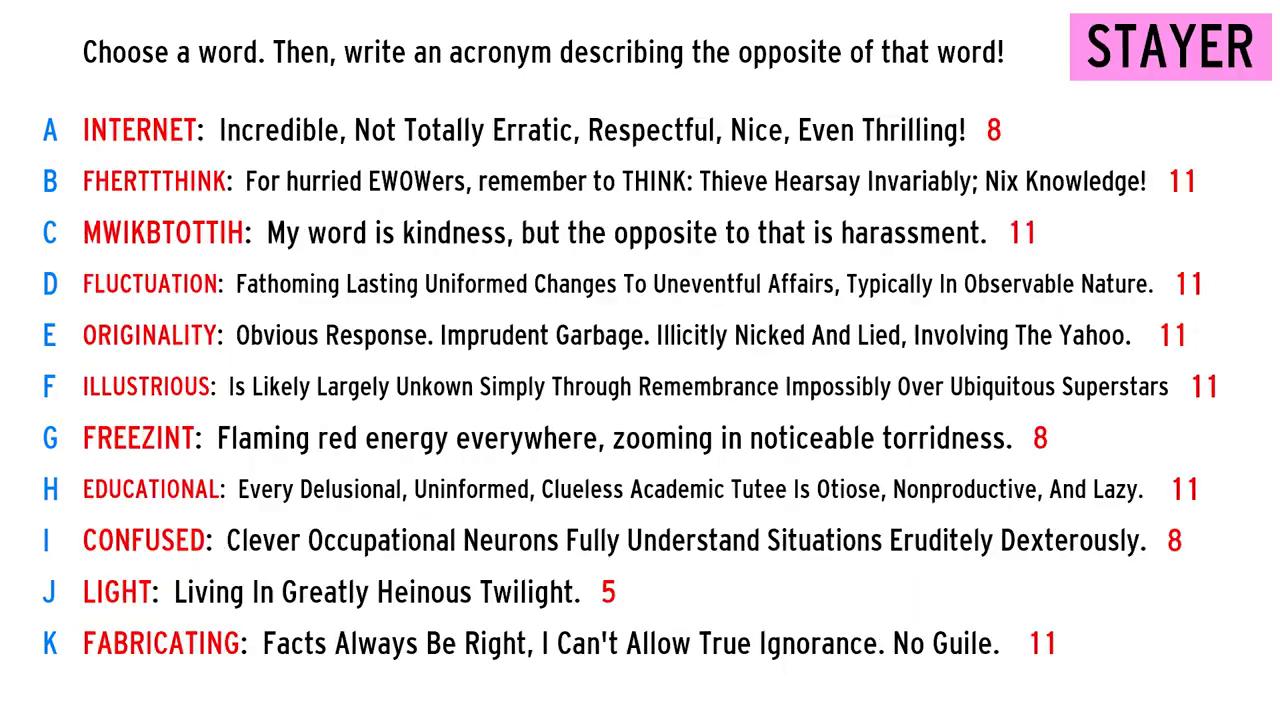 Choose a word. Then, write an acronym describing the opposite of that word!
STAYER
A INTERNET: Incredible, Not Totally Erratic, Respectful, Nice, Even Thrilling! 8
B FHERTTTHINK: For hurried EWOWers, remember to THINK: Thieve Hearsay Invariably; Nix Knowledge! 11
C MWIKBTOTTIH: My word is kindness, but the opposite to that is harassment. 11
D FLUCTUATION: Fathoming Lasting Uniformed Changes To Uneventful Affairs, Typically In Observable Nature. 11
E ORIGINALITY: Obvious Response. Imprudent Garbage. Illicitly Nicked And Lied, Involving The Yahoo. 11
F ILLUSTRIOUS: Is Likely Largely Unkown Simply Through Remembrance Impossibly Over Ubiquitous Superstars 11
G FREEZINT: Flaming red energy everywhere, zooming in noticeable torridness. 8
H EDUCATIONAL: Every Delusional, Uninformed, Clueless Academic Tutee Is Otiose, Nonproductive, And Lazy. 11
I CONFUSED: Clever Occupational Neurons Fully Understand Situations Eruditely Dexterously. 8
J LIGHT: Living In Greatly Heinous Twilight. 5
K FABRICATING: Facts Always Be Right, I Can't Allow True Ignorance. No Guile. 11